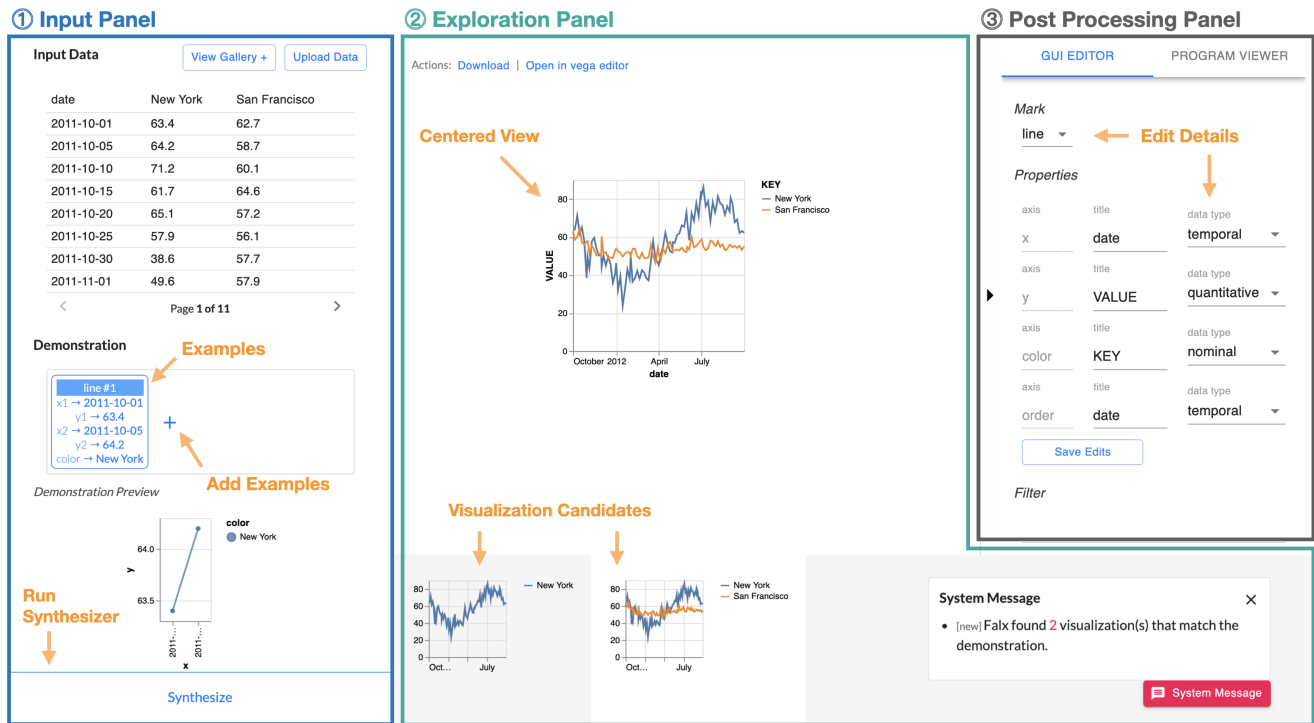 ① Input Panel
② Exploration Panel
③ Post Processing Panel
Input Data
View Gallery +
Upload Data
date New York San Francisco
2011-10-01 63.4 62.7
2011-10-05 64.2 58.7
2011-10-10 71.2 60.1
2011-10-15 61.7 64.6
2011-10-20 65.1 57.2
2011-10-25 57.9 56.1
2011-10-30 38.6 57.7
2011-11-01 49.6 57.9
< Page 1 of 11 >
Demonstration
Examples
line #1
x1 → 2011-10-01
y1 → 63.4
x2 → 2011-10-05
y2 → 64.2
color → New York
+
Add Examples
Demonstration Preview
color
New York
64.0
63.5
y
2011-...
2011-...
x
Run
Synthesizer
Synthesize
Actions: Download | Open in vega editor
Centered View
KEY
New York
San Francisco
80
60
40
20
0
VALUE
October 2012 April July
date
Visualization Candidates
80
60
40
20
0
Oct... July
New York
80
60
40
20
0
Oct... July
New York
San Francisco
System Message
• [new] Falx found 2 visualization(s) that match the
demonstration.
System Message
GUI EDITOR
PROGRAM VIEWER
Mark
line
Edit Details
Properties
axis title data type
x date temporal
axis title data type
y VALUE quantitative
axis title data type
color KEY nominal
axis title data type
order date temporal
Save Edits
Filter